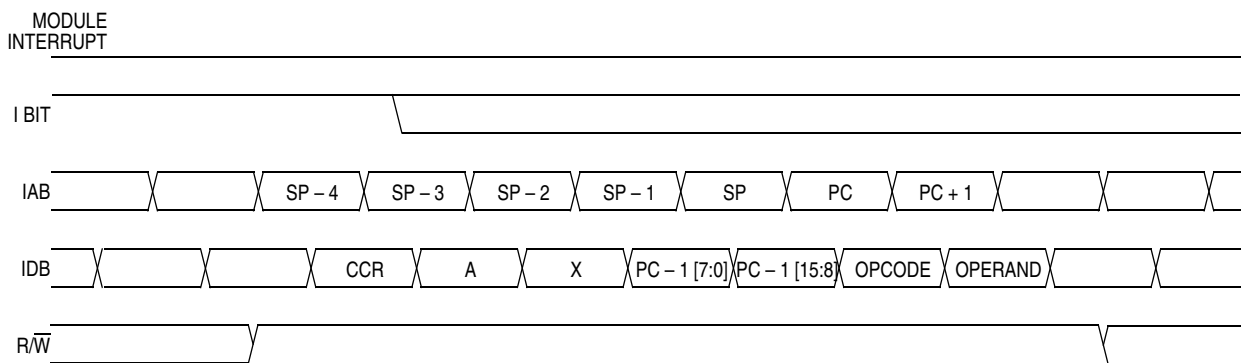 MODULE
INTERRUPT
I BIT
IAB SP – 4 SP – 3 SP – 2 SP – 1 SP PC PC + 1
IDB CCR A X PC – 1 [7:0] PC – 1 [15:8] OPCODE OPERAND
R/W̅